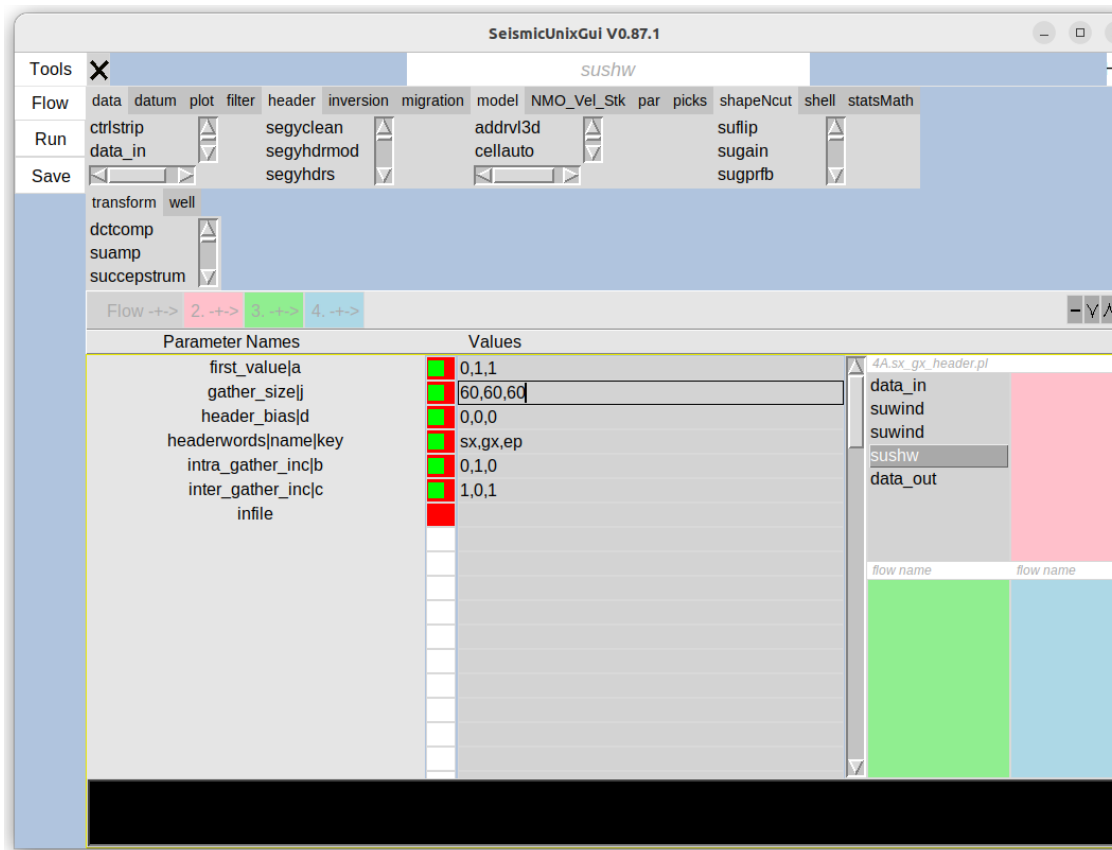 SeismicUnixGui V0.87.1
Tools
sushw
Flow
data datum plot filter header inversion migration model NMO_Vel_Stk par picks shapeNcut shell statsMath
Run
ctrlstrip segyclean addrvl3d suflip
data_in segyhdrmod cellauto sugain
Save
segyhdrs sugprfb
transform well
dctcomp
suamp
succepstrum
Flow -+-> 2. -+-> 3. -+-> 4. -+->
Parameter Names Values
first_value|a 0,1,1
gather_size|j 60,60,60
header_bias|d 0,0,0
headerwords|name|key sx,gx,ep
intra_gather_inc|b 0,1,0
inter_gather_inc|c 1,0,1
infile
4A.sx_gx_header.pl
data_in
suwind
suwind
sushw
data_out
flow name flow name